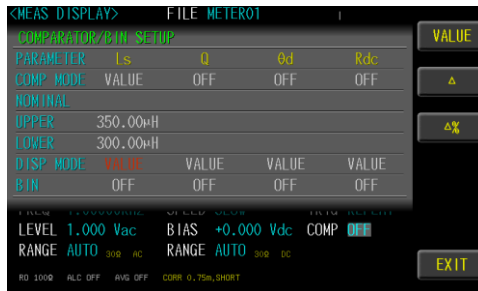 <MEAS DISPLAY> FILE METER01
COMPARATOR/BIN SETUP
VALUE
PARAMETER Ls Q θd Rdc
COMP MODE VALUE OFF OFF OFF
Δ
NOMINAL
UPPER 350.00μH
Δ%
LOWER 300.00μH
DISP MODE VALUE VALUE VALUE VALUE
BIN OFF OFF OFF OFF
LEVEL 1.000 Vac BIAS +0.000 Vdc COMP OFF
RANGE AUTO 30Ω AC RANGE AUTO 30Ω DC
EXIT
RO 100Ω ALC OFF AVG OFF CORR 0.75m,SHORT